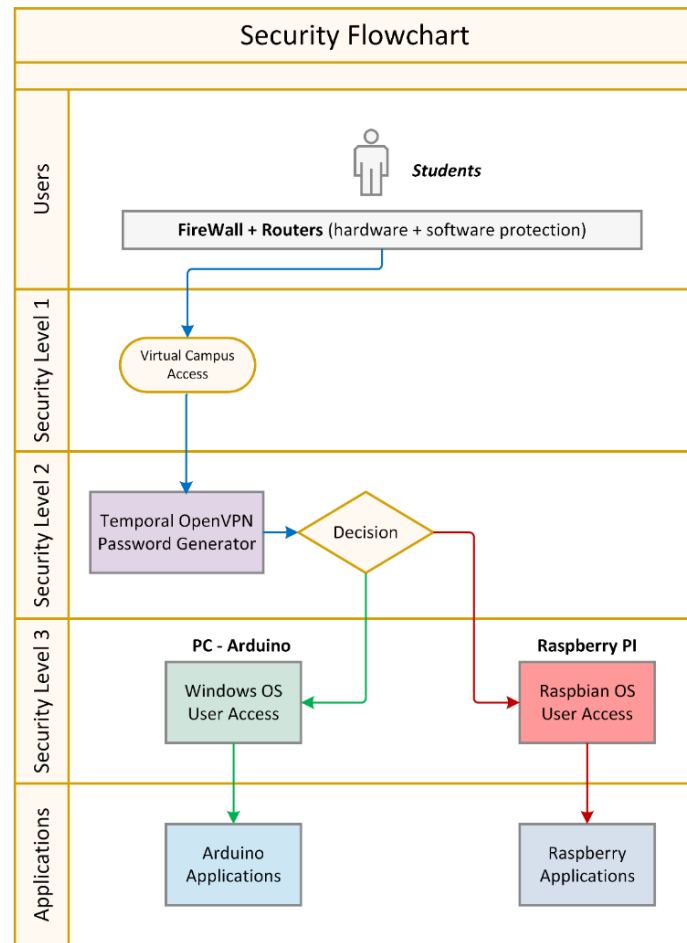 Security Flowchart
Users
Students
FireWall + Routers (hardware + software protection)
Security Level 1
Virtual Campus
Access
Security Level 2
Temporal OpenVPN
Password Generator
Decision
Security Level 3
PC - Arduino
Windows OS
User Access
Raspberry PI
Raspbian OS
User Access
Applications
Arduino
Applications
Raspberry
Applications